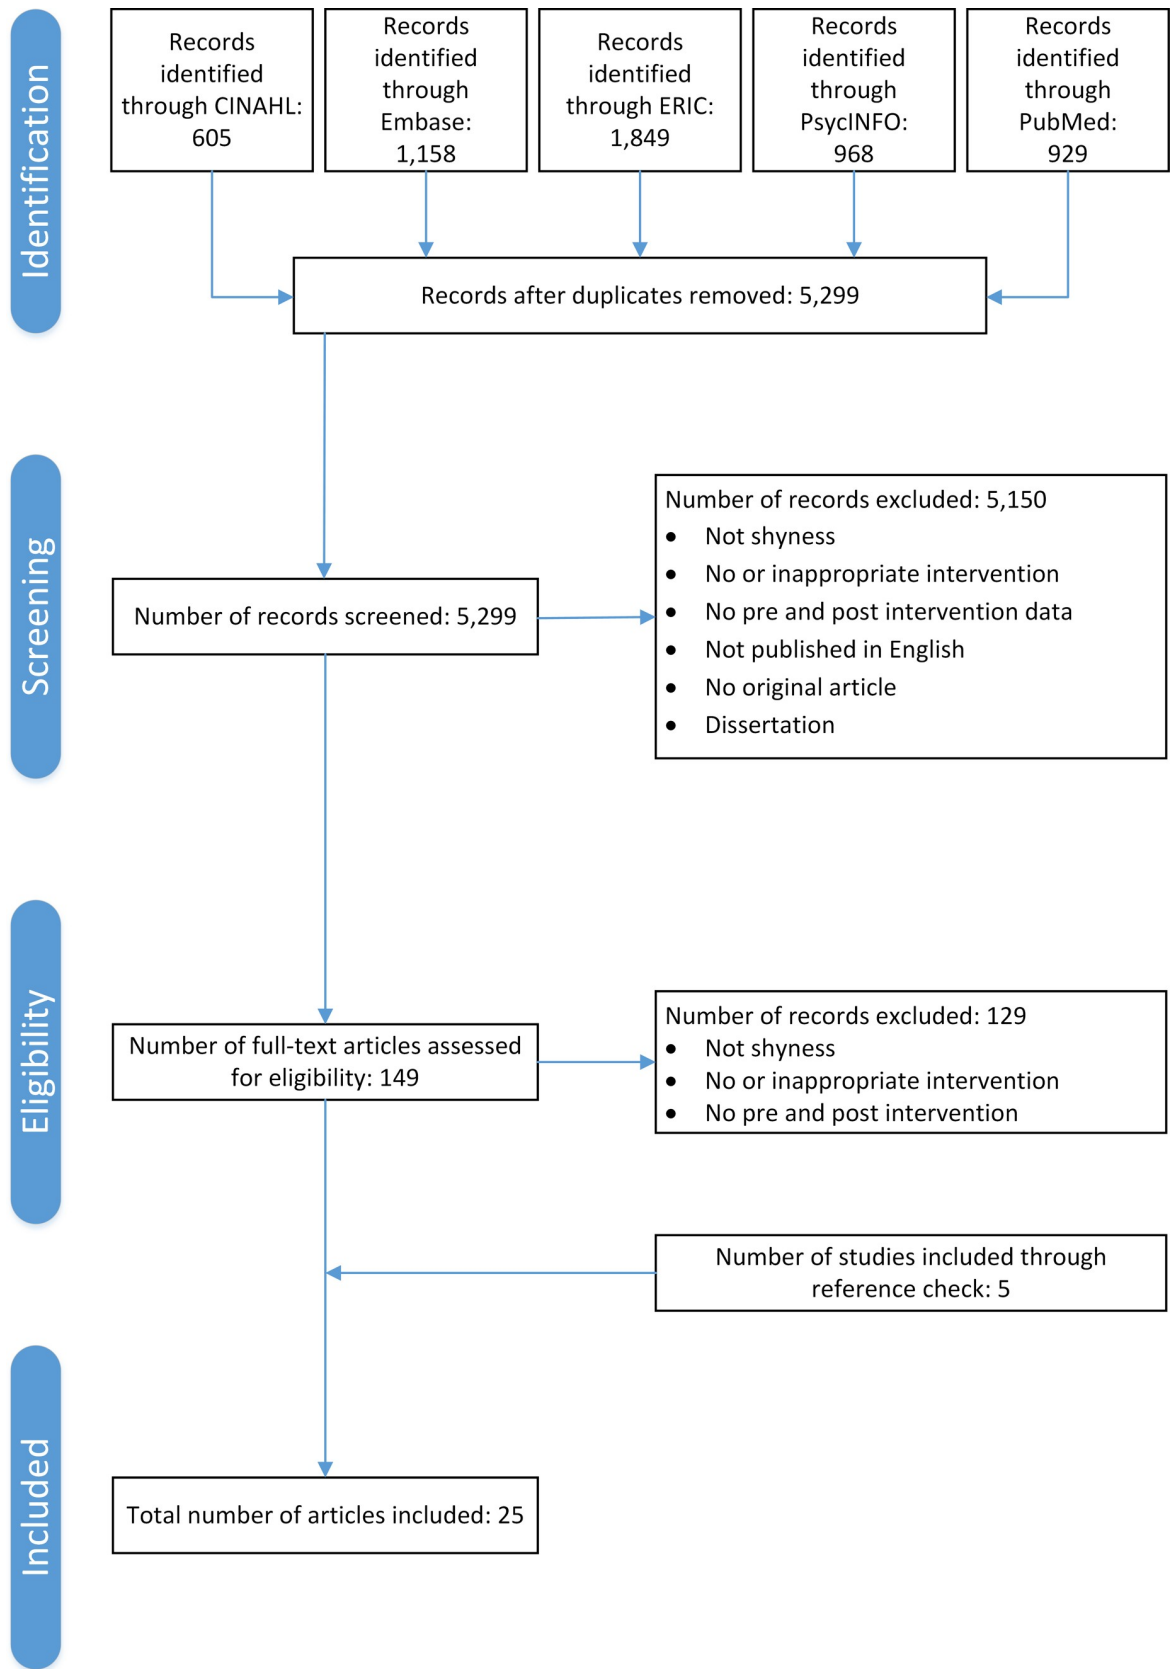 Identification
Records
identified
through CINAHL:
605
Records
identified
through
Embase:
1,158
Records
identified
through ERIC:
1,849
Records
identified
through
PsycINFO:
968
Records
identified
through
PubMed:
929
Records after duplicates removed: 5,299
Screening
Number of records screened: 5,299
Number of records excluded: 5,150
• Not shyness
• No or inappropriate intervention
• No pre and post intervention data
• Not published in English
• No original article
• Dissertation
Eligibility
Number of full-text articles assessed
for eligibility: 149
Number of records excluded: 129
• Not shyness
• No or inappropriate intervention
• No pre and post intervention
Number of studies included through
reference check: 5
Included
Total number of articles included: 25